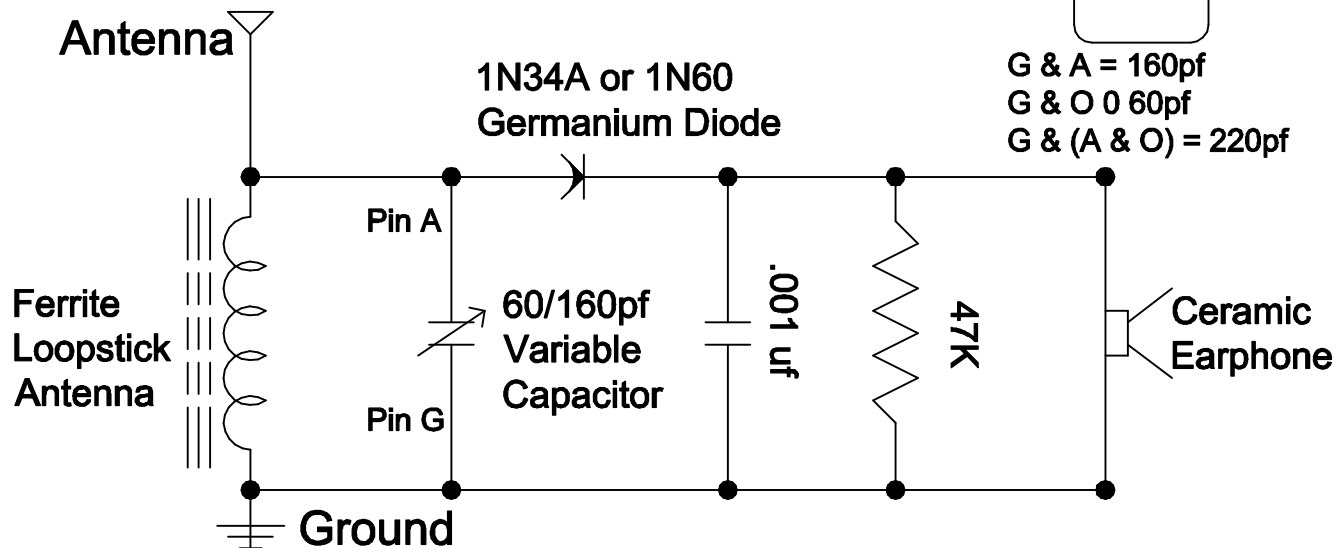 Antenna
1N34A or 1N60
Germanium Diode
G & A = 160pf
G & O 0 60pf
G & (A & O) = 220pf
Pin A
Ferrite
Loopstick
Antenna
60/160pf
Variable
Capacitor
Pin G
.001 uf
47K
Ceramic
Earphone
Ground